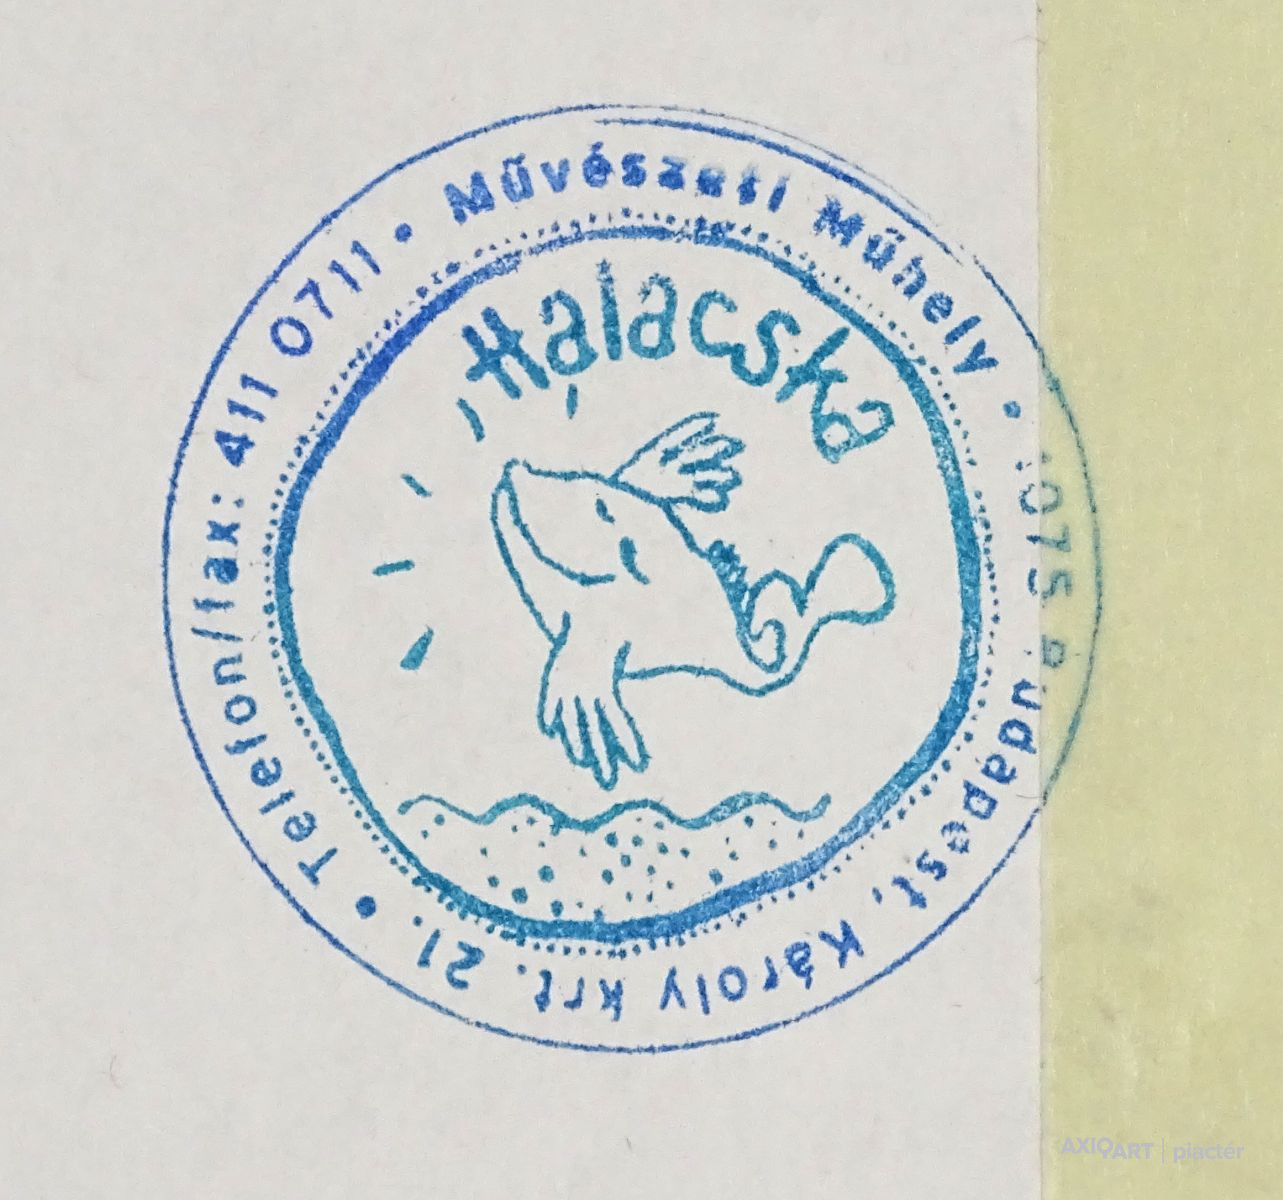 Halacska
Művészeti Műhely • 1075 Budapest, Károly krt. 21. • Telefon/fax: 411 0711 •
AXIOART | piactér